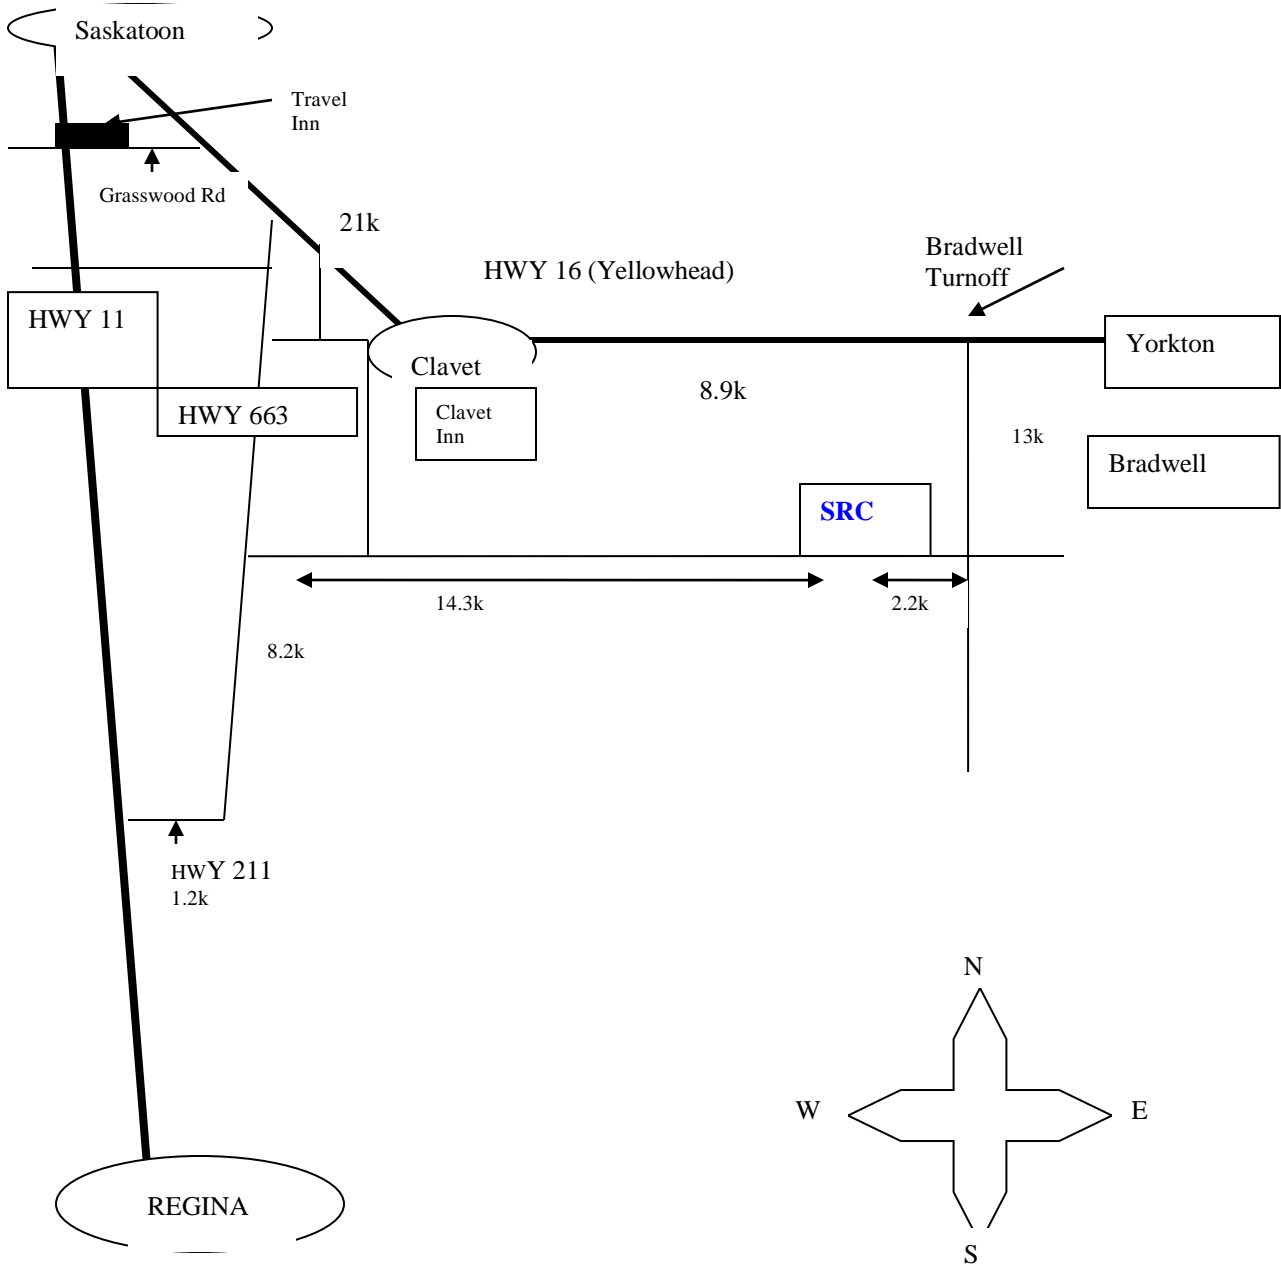 Saskatoon
Travel
Inn
Grasswood Rd
21k
Bradwell
Turnoff
HWY 16 (Yellowhead)
HWY 11
Yorkton
Clavet
8.9k
HWY 663
Clavet
Inn
13k
Bradwell
SRC
14.3k
2.2k
8.2k
HWY 211
1.2k
N
W
E
REGINA
S